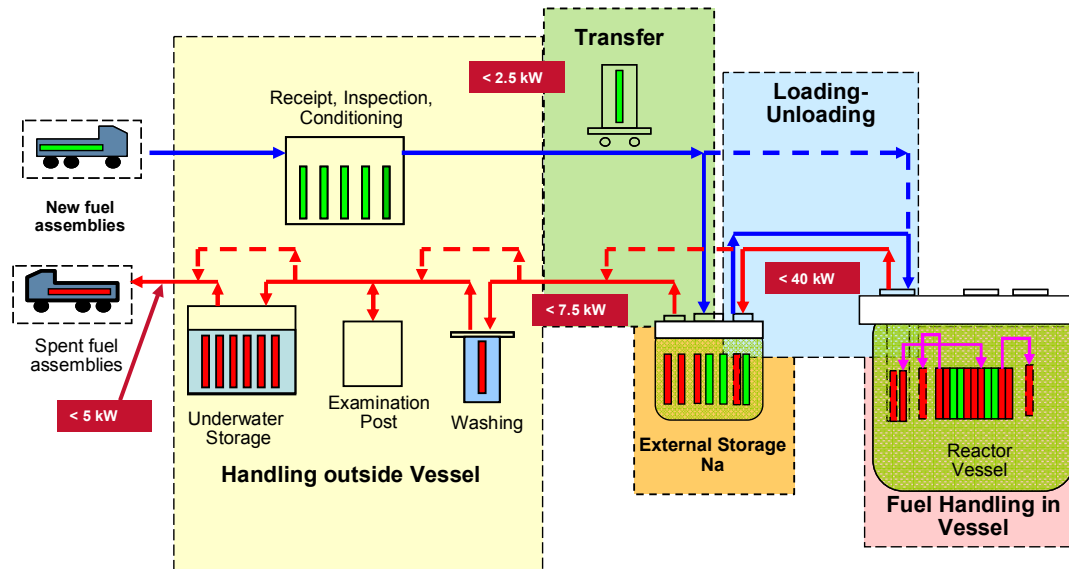 Transfer
< 2.5 kW
Loading-
Unloading
Receipt, Inspection,
Conditioning
New fuel
assemblies
< 40 kW
< 7.5 kW
Spent fuel
assemblies
< 5 kW
Underwater
Storage
Examination
Post
Washing
External Storage
Na
Reactor
Vessel
Handling outside Vessel
Fuel Handling in
Vessel